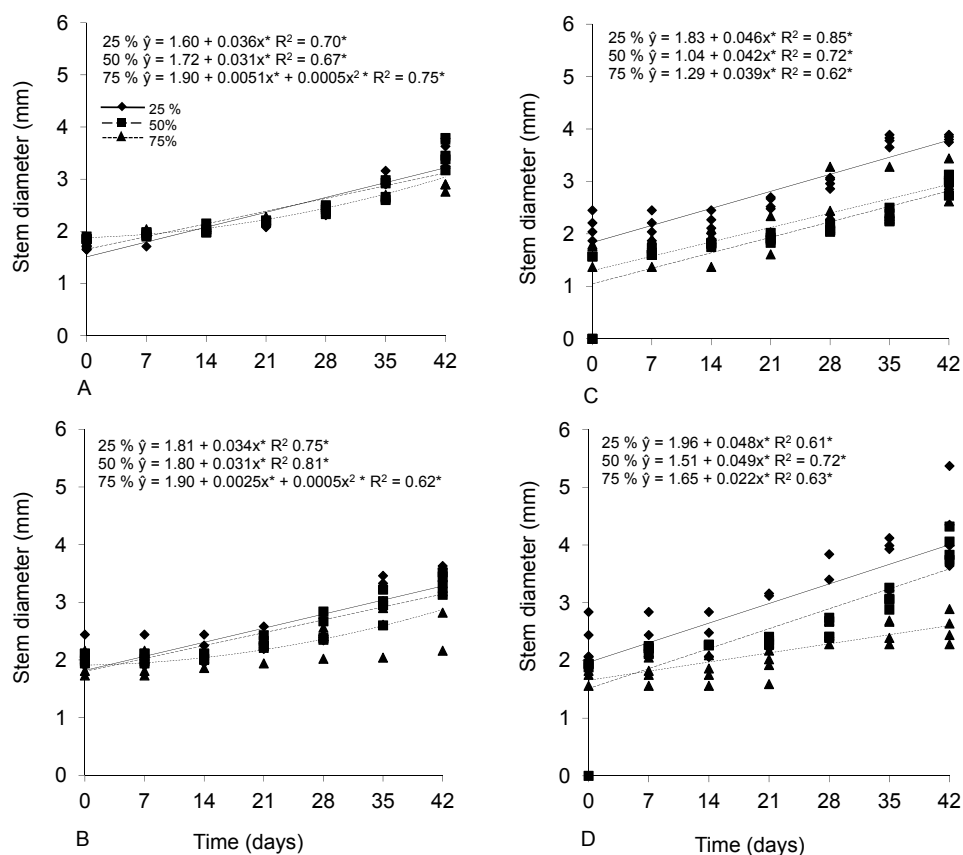 6
25 % ŷ = 1.60 + 0.036x* R² = 0.70*
50 % ŷ = 1.72 + 0.031x* R² = 0.67*
75 % ŷ = 1.90 + 0.0051x* + 0.0005x² * R² = 0.75*
5
25 %
50%
75%
4
3
2
1
0
Stem diameter (mm)
0 7 14 21 28 35 42
A
6
25 % ŷ = 1.83 + 0.046x* R² = 0.85*
50 % ŷ = 1.04 + 0.042x* R² = 0.72*
75 % ŷ = 1.29 + 0.039x* R² = 0.62*
5
4
3
2
1
0
Stem diameter (mm)
0 7 14 21 28 35 42
C
6
25 % ŷ = 1.81 + 0.034x* R² 0.75*
50 % ŷ = 1.80 + 0.031x* R² 0.81*
75 % ŷ = 1.90 + 0.0025x* + 0.0005x² * R² = 0.62*
5
4
3
2
1
0
Stem diameter (mm)
0 7 14 21 28 35 42
B
Time (days)
6
25 % ŷ = 1.96 + 0.048x* R² 0.61*
50 % ŷ = 1.51 + 0.049x* R² = 0.72*
75 % ŷ = 1.65 + 0.022x* R² 0.63*
5
4
3
2
1
0
Stem diameter (mm)
0 7 14 21 28 35 42
D
Time (days)